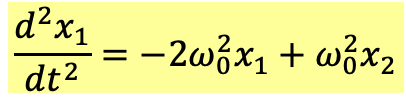 d²x₁/dt² = −2ω₀²x₁ + ω₀²x₂